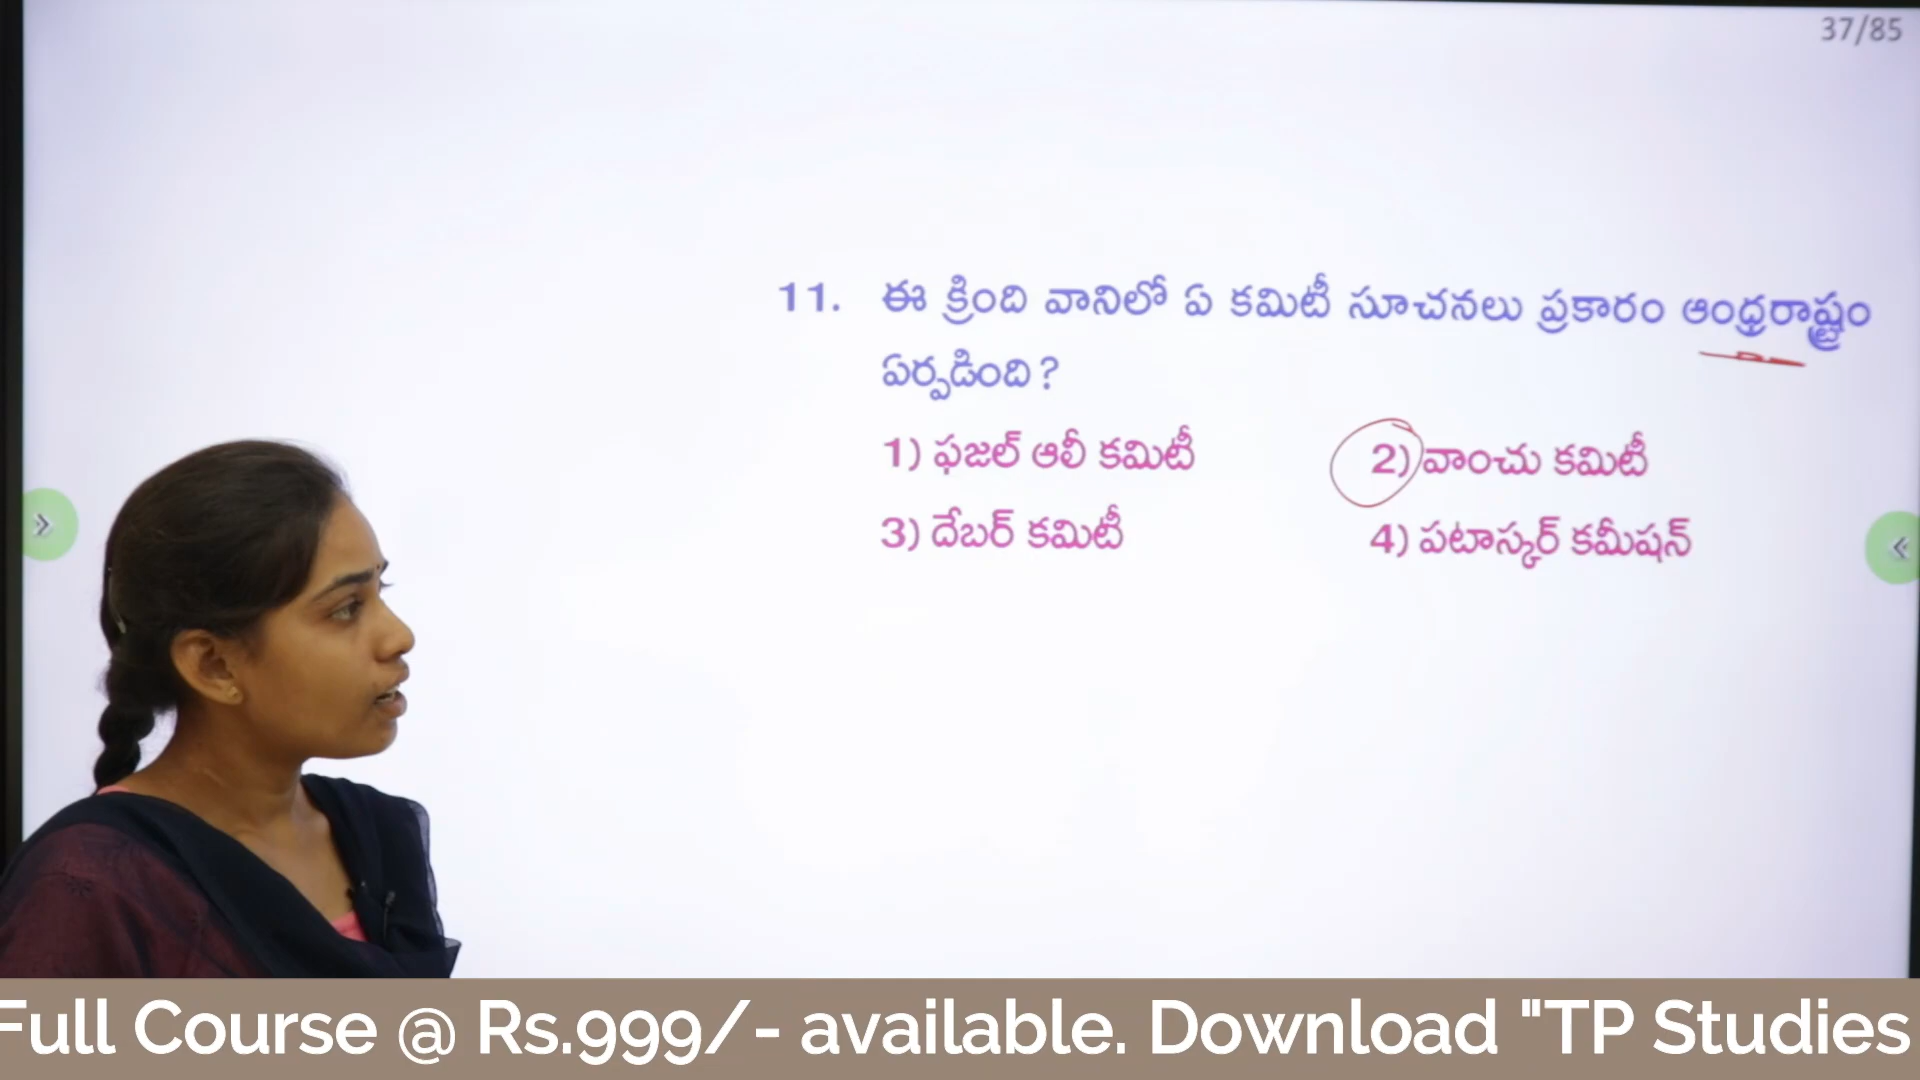 37/85
11. ఈ క్రింది వానిలో ఏ కమిటీ సూచనలు ప్రకారం ఆంధ్రరాష్ట్రం
ఏర్పడింది?
1) ఫజల్ ఆలీ కమిటీ
2) వాంచు కమిటీ
3) దేబర్ కమిటీ
4) పటాస్కర్ కమీషన్
Full Course @ Rs.999/- available. Download "TP Studies